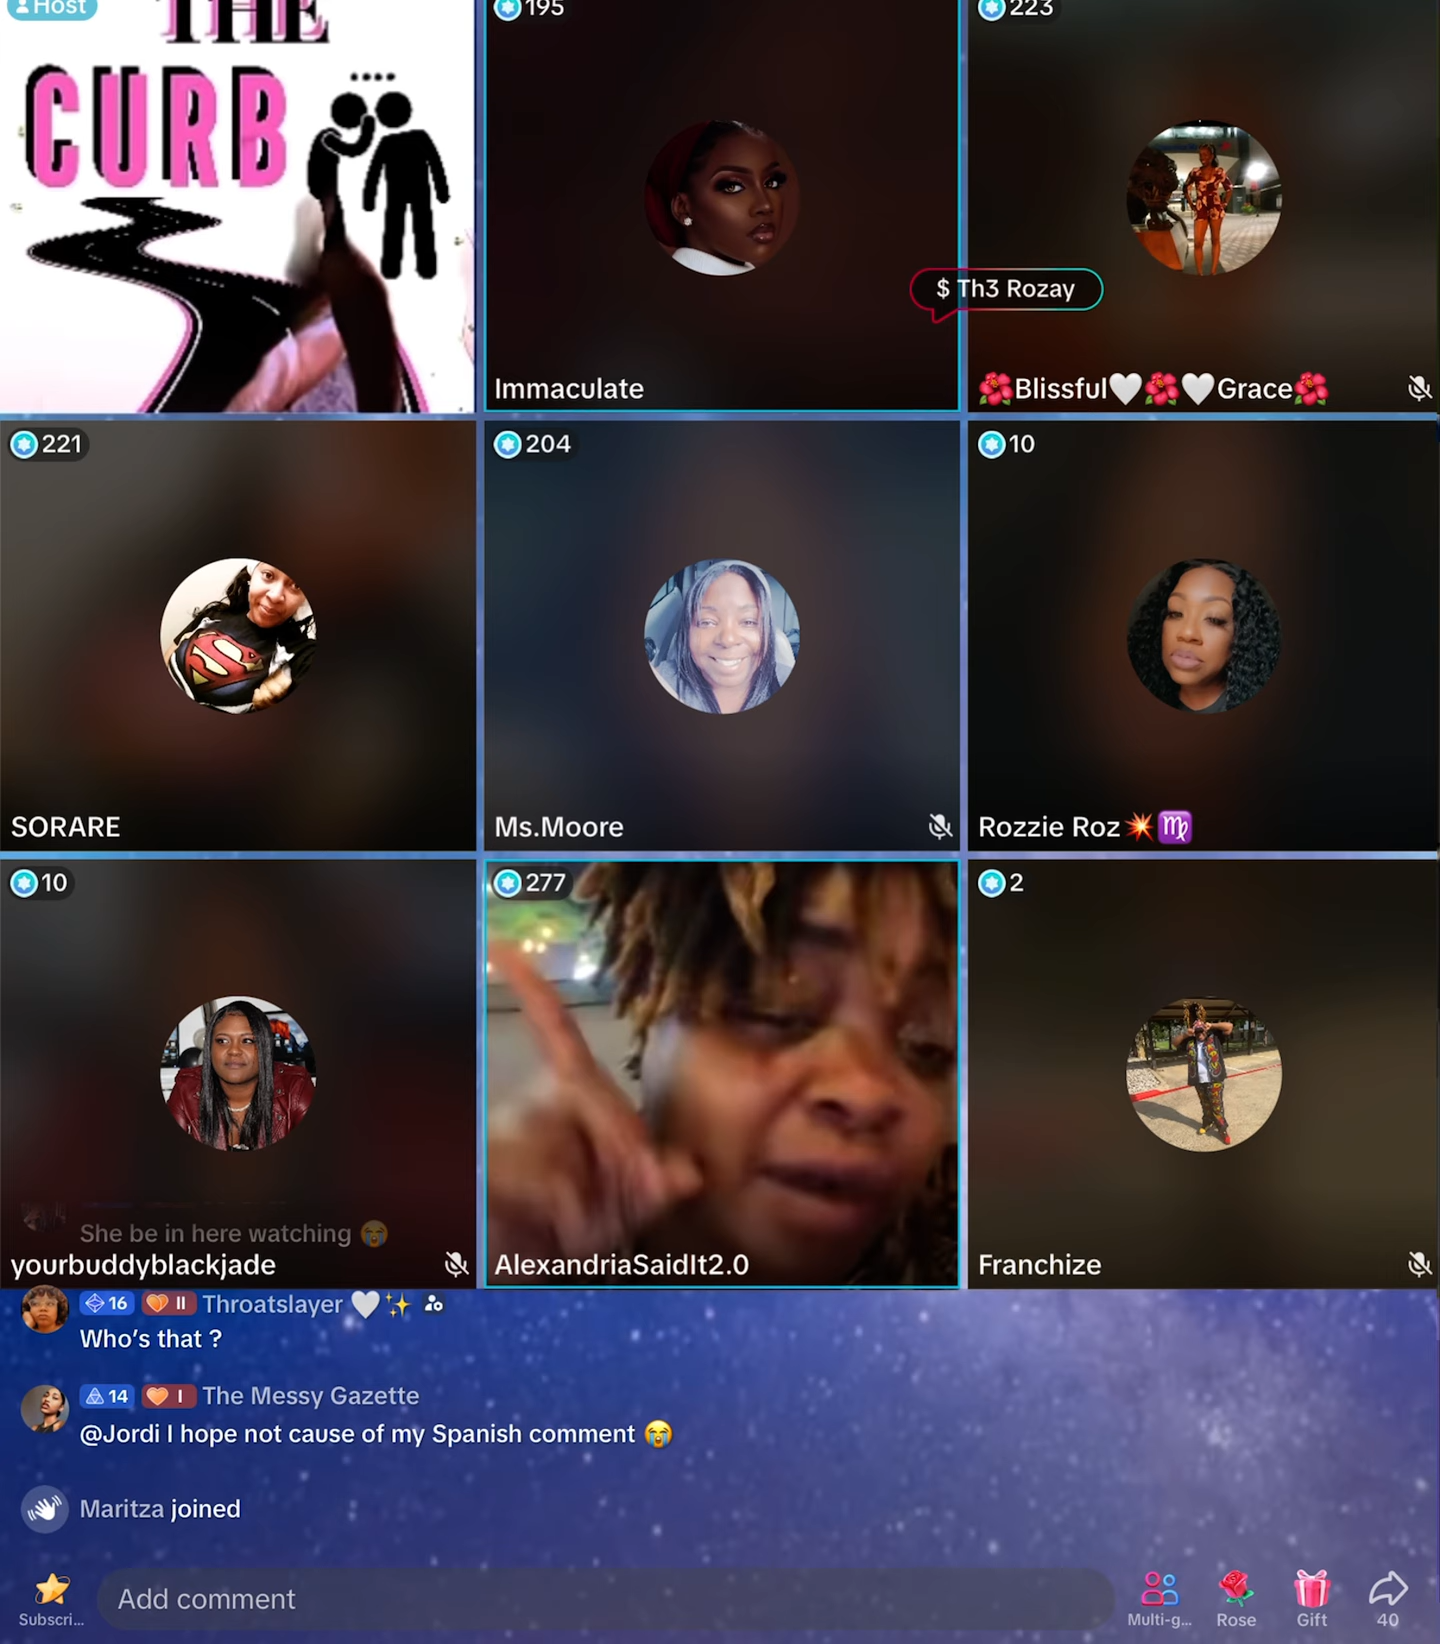 Host
THE
CURB
195
Immaculate
223
$ Th3 Rozay
🌺Blissful🤍🌺🤍Grace🌺
221
SORARE
204
Ms.Moore
10
Rozzie Roz 💥♍
10
She be in here watching 😭
yourbuddyblackjade
277
AlexandriaSaidIt2.0
2
Franchize
16 II Throatslayer 🤍✨
Who's that ?
14 I The Messy Gazette
@Jordi I hope not cause of my Spanish comment 😭
Maritza joined
Subscri...
Add comment
Multi-g...
Rose
Gift
40